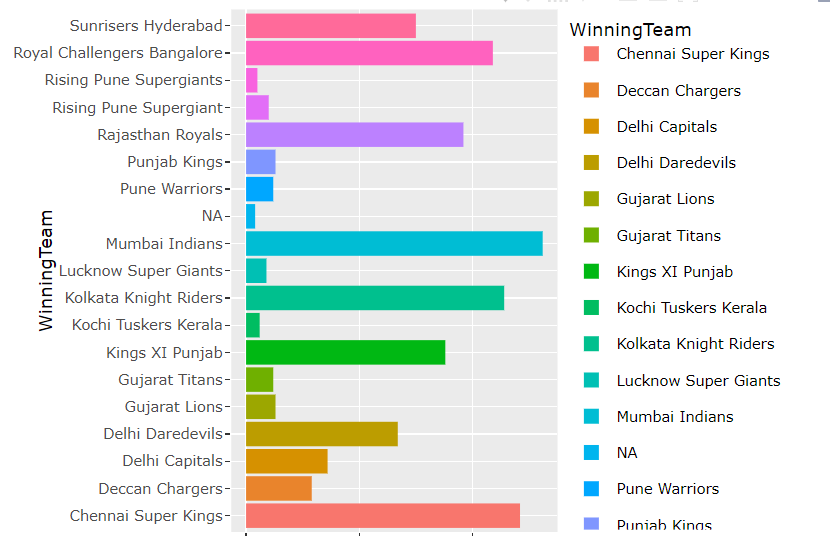 Sunrisers Hyderabad
Royal Challengers Bangalore
Rising Pune Supergiants
Rising Pune Supergiant
Rajasthan Royals
Punjab Kings
Pune Warriors
NA
Mumbai Indians
Lucknow Super Giants
Kolkata Knight Riders
Kochi Tuskers Kerala
Kings XI Punjab
Gujarat Titans
Gujarat Lions
Delhi Daredevils
Delhi Capitals
Deccan Chargers
Chennai Super Kings
WinningTeam
WinningTeam
Chennai Super Kings
Deccan Chargers
Delhi Capitals
Delhi Daredevils
Gujarat Lions
Gujarat Titans
Kings XI Punjab
Kochi Tuskers Kerala
Kolkata Knight Riders
Lucknow Super Giants
Mumbai Indians
NA
Pune Warriors
Punjab Kings